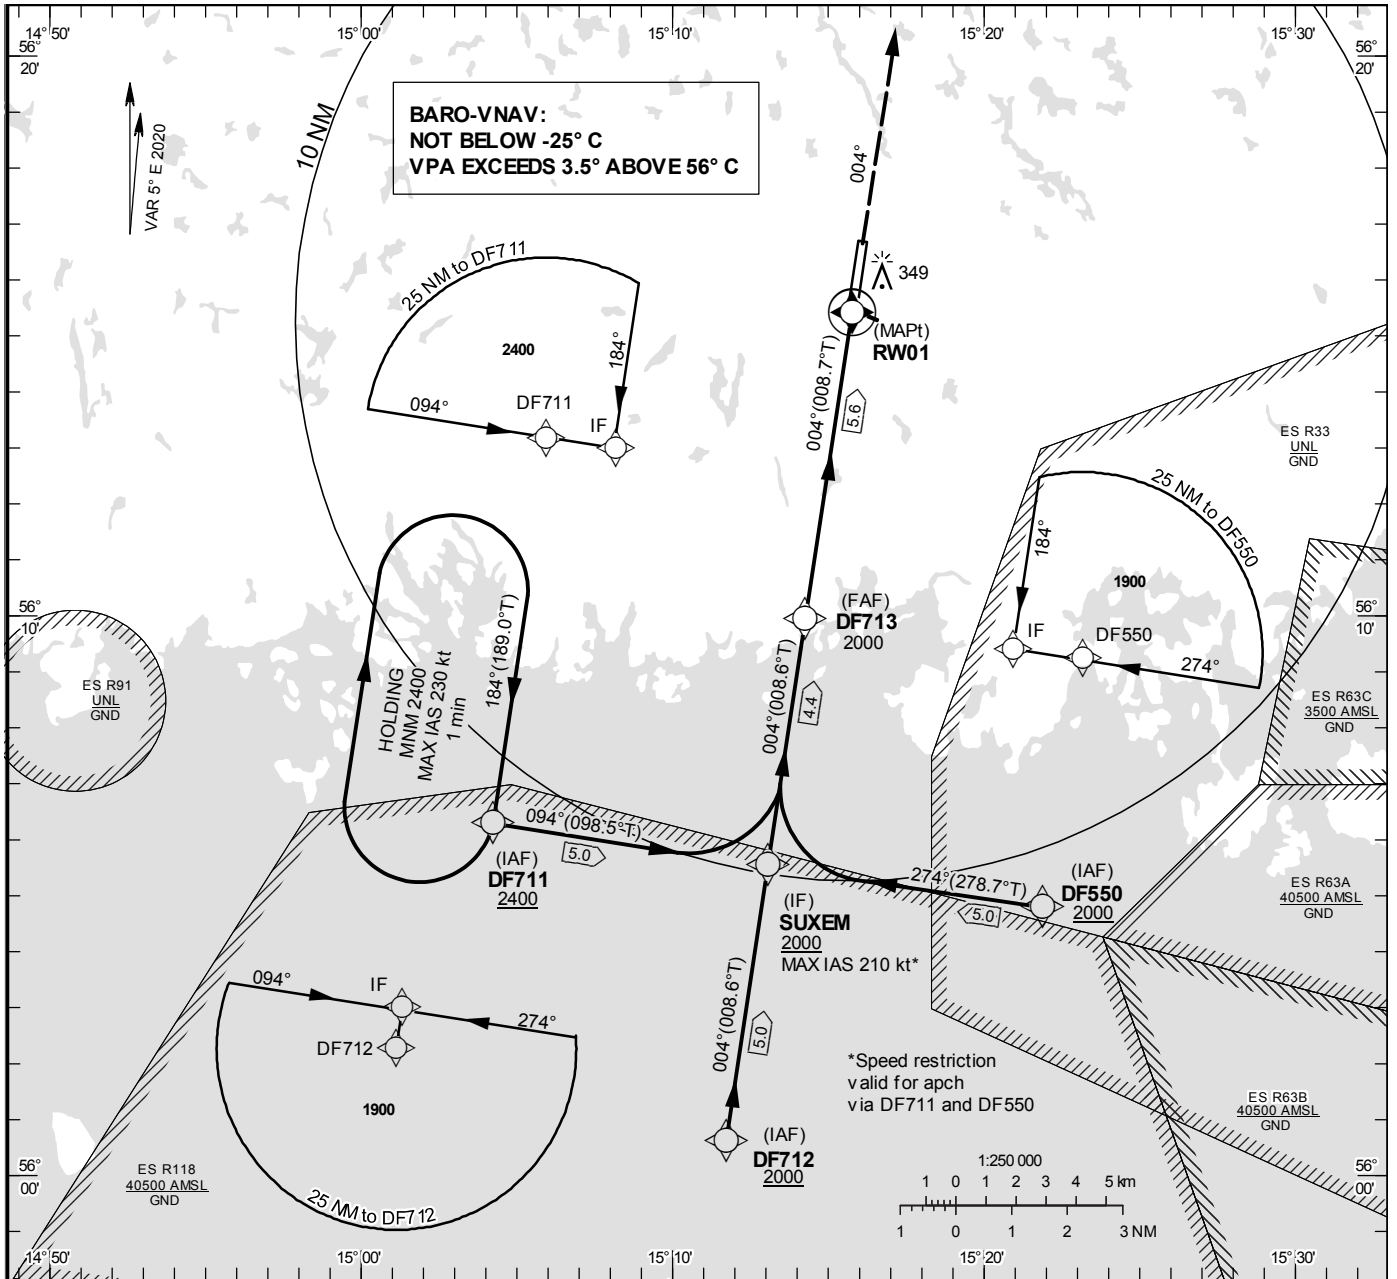 14°50'
15°00'
15°10'
15°20'
15°30'
56°
20'
56°
20'
VAR 5° E 2020
10 NM
BARO-VNAV:
NOT BELOW -25° C
VPA EXCEEDS 3.5° ABOVE 56° C
004°
349
(MAPt)
RW01
25 NM to DF711
2400
184°
094°
DF711
IF
004°(008.7°T)
5.6
ES R33
UNL
GND
25 NM to DF550
184°
1900
IF
DF550
274°
56°
10'
56°
10'
(FAF)
DF713
2000
HOLDING
MNM 2400
MAX IAS 230 kt
1 min
184°(189.0°T)
ES R91
UNL
GND
004°(008.6°T)
4.4
ES R63C
3500 AMSL
GND
094°(098.5°T)
5.0
(IAF)
DF711
2400
(IF)
SUXEM
2000
MAX IAS 210 kt*
274°(278.7°T)
5.0
(IAF)
DF550
2000
ES R63A
40500 AMSL
GND
094°
IF
274°
DF712
1900
25 NM to DF712
004°(008.6°T)
5.0
(IAF)
DF712
2000
*Speed restriction
valid for apch
via DF711 and DF550
ES R63B
40500 AMSL
GND
ES R118
40500 AMSL
GND
1:250 000
1 0 1 2 3 4 5 km
1 0 1 2 3 NM
56°
00'
56°
00'
14°50'
15°00'
15°10'
15°20'
15°30'